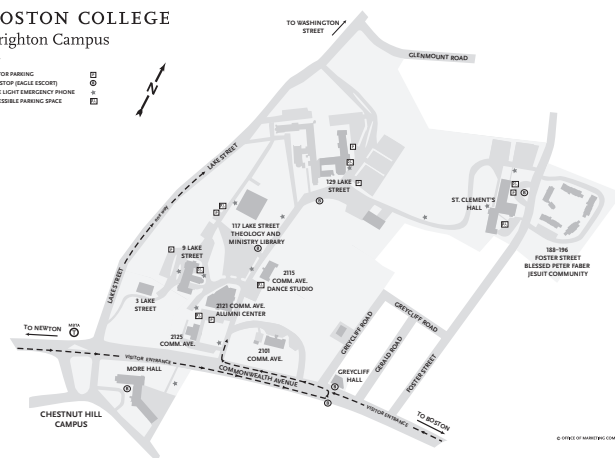 OSTON COLLEGE
righton Campus
TOR PARKING
STOP (EAGLE ESCORT)
E LIGHT EMERGENCY PHONE
ESSIBLE PARKING SPACE
N
TO WASHINGTON
STREET
GLENMOUNT ROAD
LAKE STREET
one way
LAKE STREET
129 LAKE
STREET
ST. CLEMENT'S
HALL
117 LAKE STREET
THEOLOGY AND
MINISTRY LIBRARY
9 LAKE
STREET
188-196
FOSTER STREET
BLESSED PETER FABER
JESUIT COMMUNITY
2115
COMM. AVE.
DANCE STUDIO
3 LAKE
STREET
2121 COMM. AVE.
ALUMNI CENTER
GREYCLIFF ROAD
GREYCLIFF ROAD
GERALD ROAD
FOSTER STREET
TO NEWTON
MBTA
T
2125
COMM. AVE.
2101
COMM. AVE.
VISITOR ENTRANCE
COMMONWEALTH AVENUE
MORE HALL
GREYCLIFF
HALL
VISITOR ENTRANCE
TO BOSTON
CHESTNUT HILL
CAMPUS
© OFFICE OF MARKETING COM